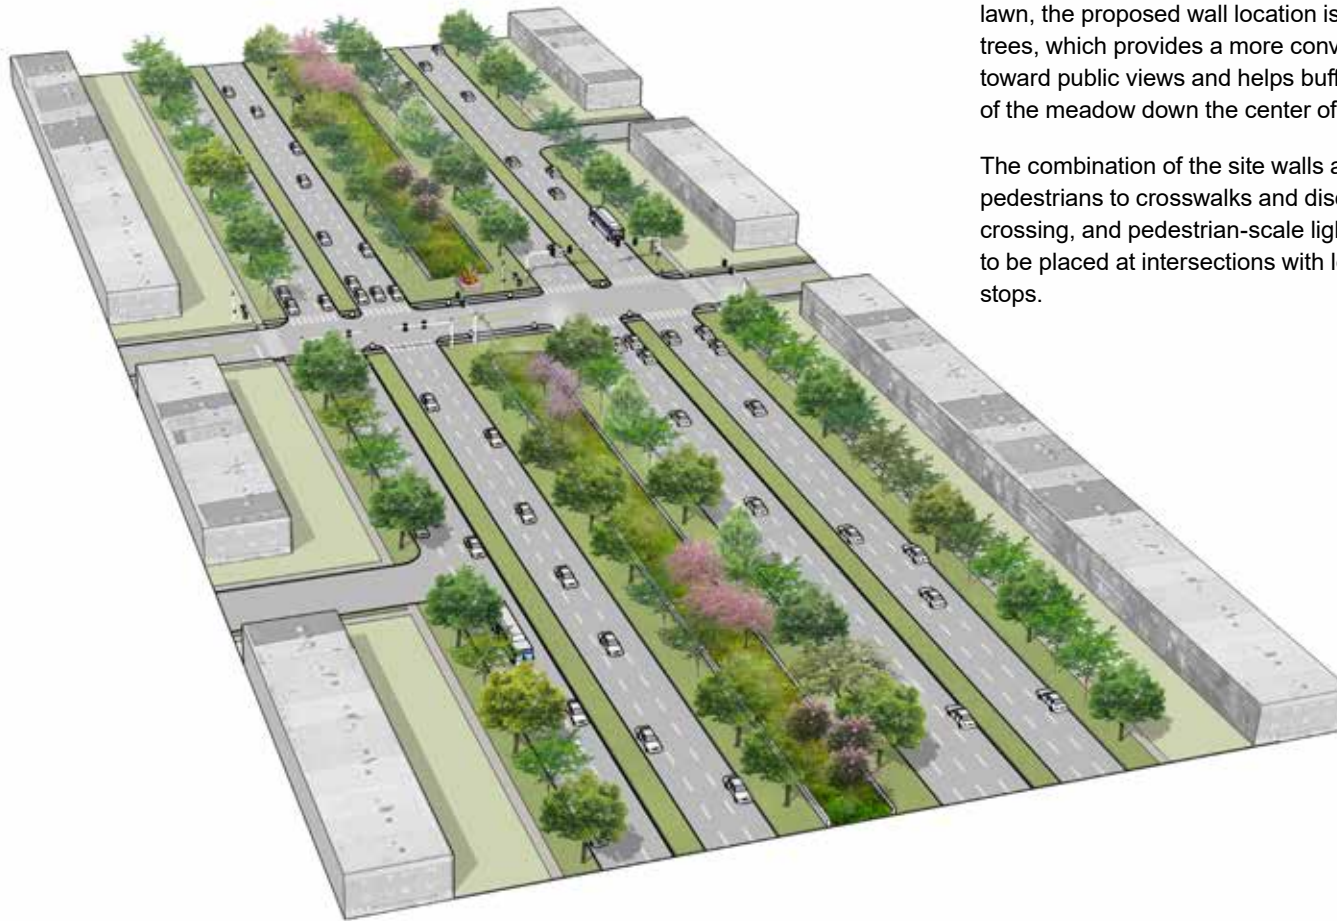 lawn, the proposed wall location is
trees, which provides a more conv
toward public views and helps buff
of the meadow down the center of
The combination of the site walls a
pedestrians to crosswalks and disc
crossing, and pedestrian-scale ligh
to be placed at intersections with l
stops.